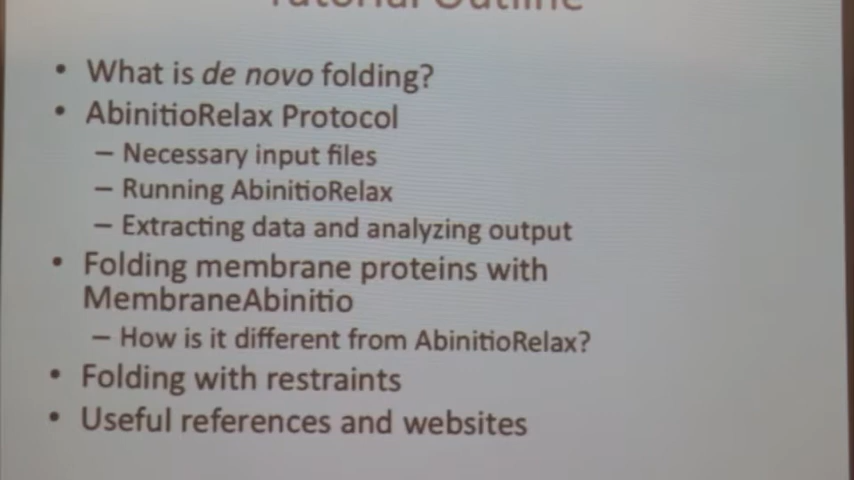 Tutorial Outline
• What is de novo folding?
• AbinitioRelax Protocol
– Necessary input files
– Running AbinitioRelax
– Extracting data and analyzing output
• Folding membrane proteins with
MembraneAbinitio
– How is it different from AbinitioRelax?
• Folding with restraints
• Useful references and websites